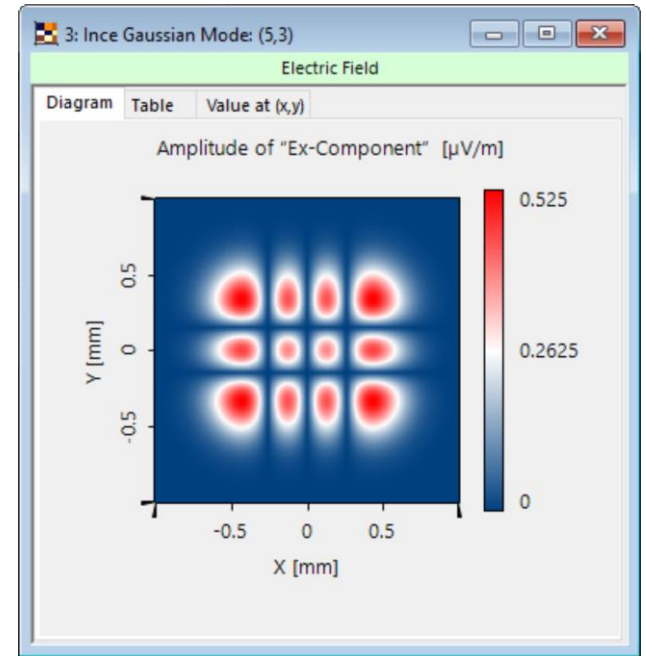 3: Ince Gaussian Mode: (5,3)
Electric Field
Diagram Table Value at (x,y)
Amplitude of "Ex-Component" [µV/m]
0.525
0.2625
0
Y [mm]
0.5
0
-0.5
-0.5 0 0.5
X [mm]